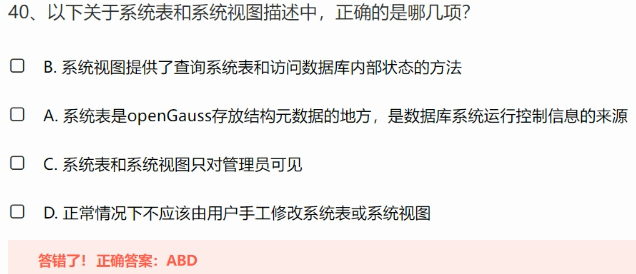 40、以下关于系统表和系统视图描述中，正确的是哪几项？
B. 系统视图提供了查询系统表和访问数据库内部状态的方法
A. 系统表是openGauss存放结构元数据的地方，是数据库系统运行控制信息的来源
C. 系统表和系统视图只对管理员可见
D. 正常情况下不应该由用户手工修改系统表或系统视图
答错了！正确答案：ABD